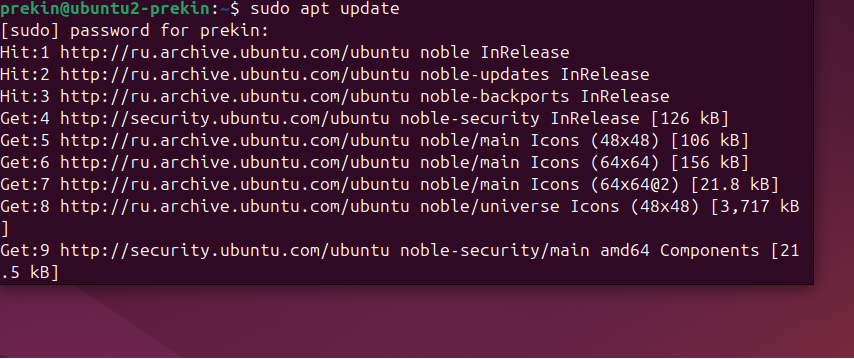 prekin@ubuntu2-prekin:~$ sudo apt update
[sudo] password for prekin:
Hit:1 http://ru.archive.ubuntu.com/ubuntu noble InRelease
Hit:2 http://ru.archive.ubuntu.com/ubuntu noble-updates InRelease
Hit:3 http://ru.archive.ubuntu.com/ubuntu noble-backports InRelease
Get:4 http://security.ubuntu.com/ubuntu noble-security InRelease [126 kB]
Get:5 http://ru.archive.ubuntu.com/ubuntu noble/main Icons (48x48) [106 kB]
Get:6 http://ru.archive.ubuntu.com/ubuntu noble/main Icons (64x64) [156 kB]
Get:7 http://ru.archive.ubuntu.com/ubuntu noble/main Icons (64x64@2) [21.8 kB]
Get:8 http://ru.archive.ubuntu.com/ubuntu noble/universe Icons (48x48) [3,717 kB
]
Get:9 http://security.ubuntu.com/ubuntu noble-security/main amd64 Components [21
.5 kB]